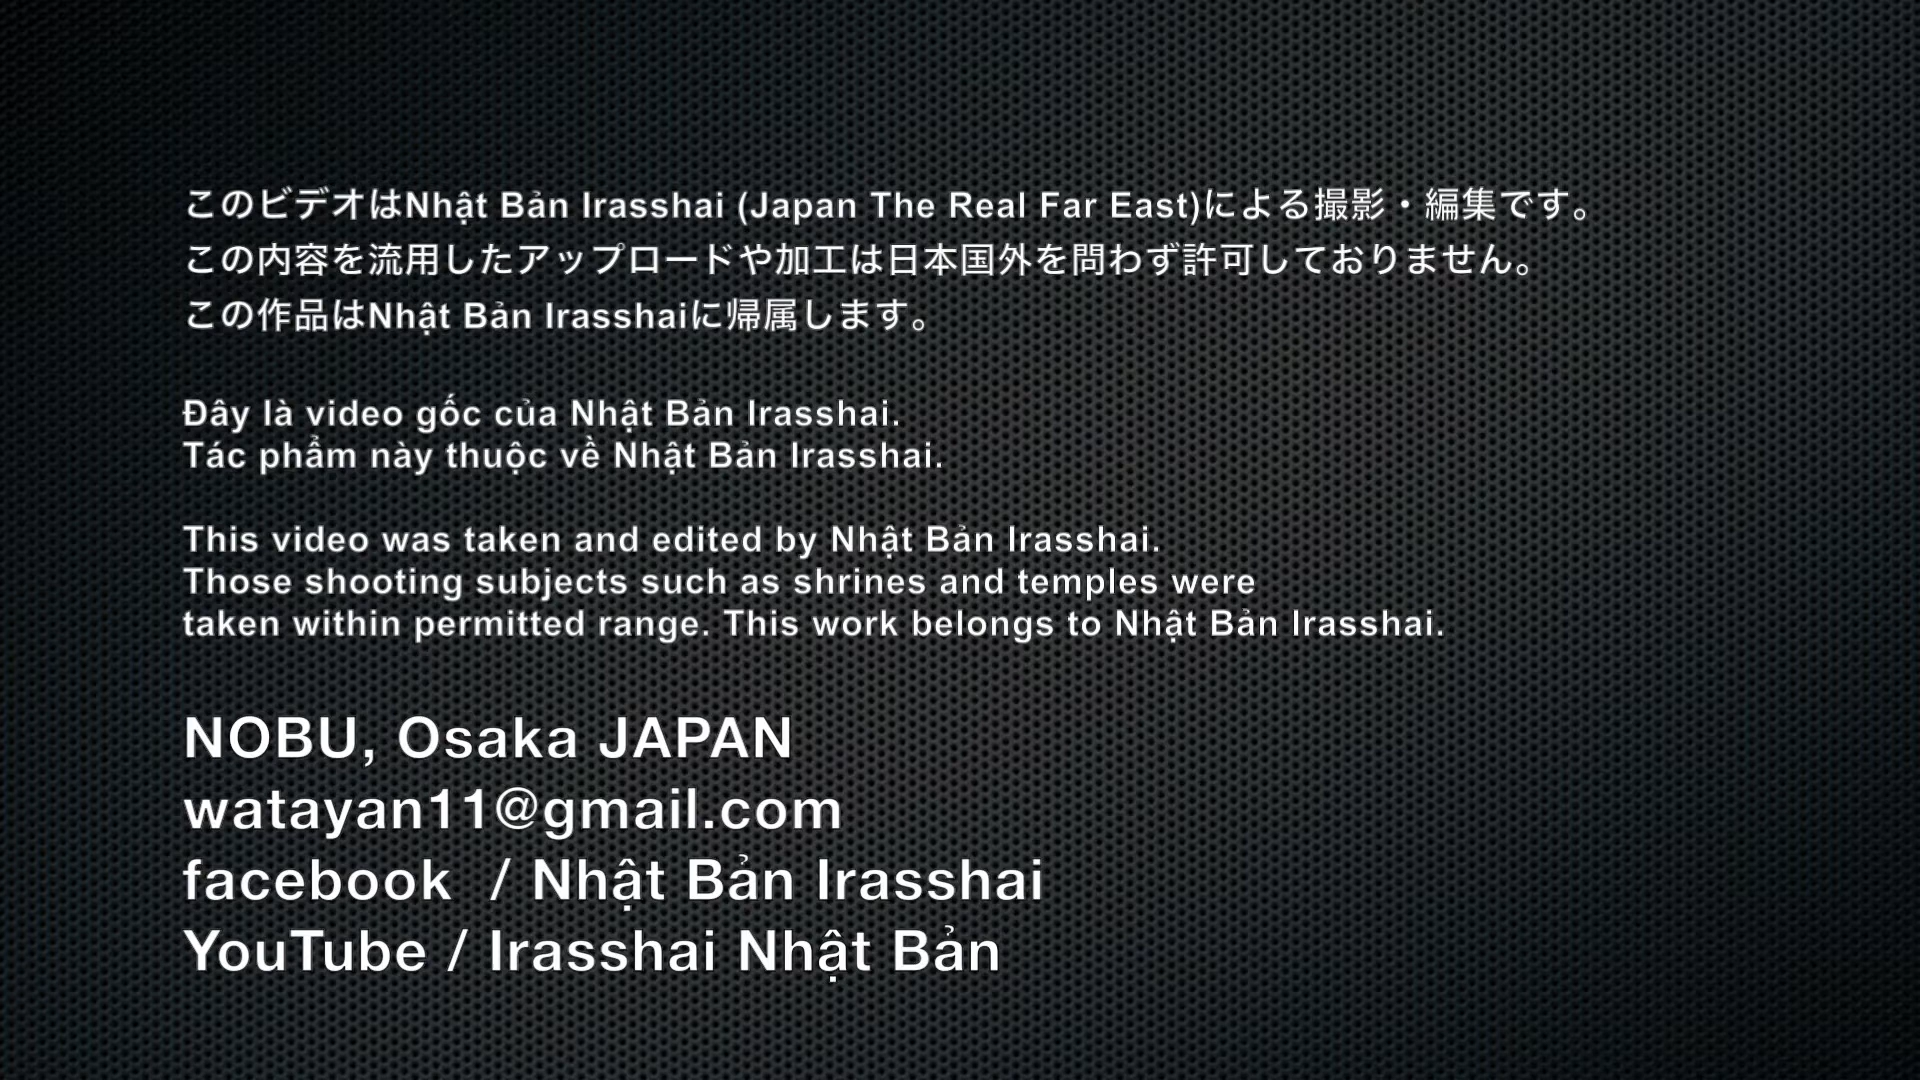 このビデオはNhật Bản Irasshai (Japan The Real Far East)による撮影・編集です。
この内容を流用したアップロードや加工は日本国外を問わず許可しておりません。
この作品はNhật Bản Irasshaiに帰属します。
Đây là video gốc của Nhật Bản Irasshai.
Tác phẩm này thuộc về Nhật Bản Irasshai.
This video was taken and edited by Nhật Bản Irasshai.
Those shooting subjects such as shrines and temples were
taken within permitted range. This work belongs to Nhật Bản Irasshai.
NOBU, Osaka JAPAN
watayan11@gmail.com
facebook / Nhật Bản Irasshai
YouTube / Irasshai Nhật Bản